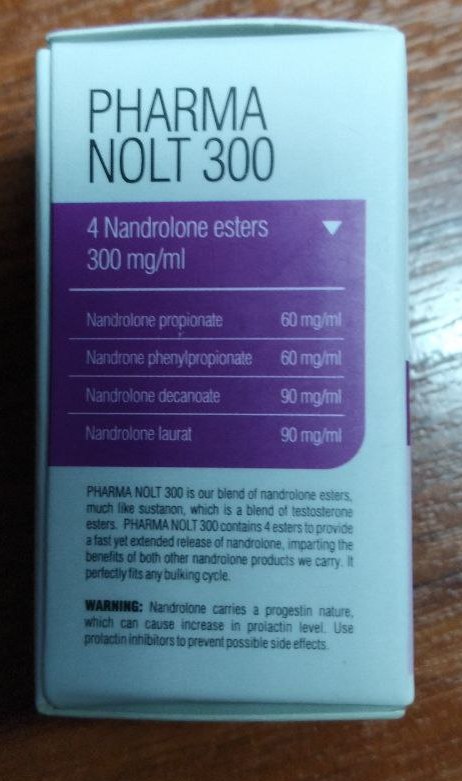 PHARMA
NOLT 300
4 Nandrolone esters
300 mg/ml
Nandrolone propionate 60 mg/ml
Nandrone phenylpropionate 60 mg/ml
Nandrolone decanoate 90 mg/ml
Nandrolone laurat 90 mg/ml
PHARMA NOLT 300 is our blend of nandrolone esters,
much like sustanon, which is a blend of testosterone
esters. PHARMA NOLT 300 contains 4 esters to provide
a fast yet extended release of nandrolone, imparting the
benefits of both other nandrolone products we carry. It
perfectly fits any bulking cycle.
WARNING: Nandrolone carries a progestin nature,
which can cause increase in prolactin level. Use
prolactin inhibitors to prevent possible side effects.